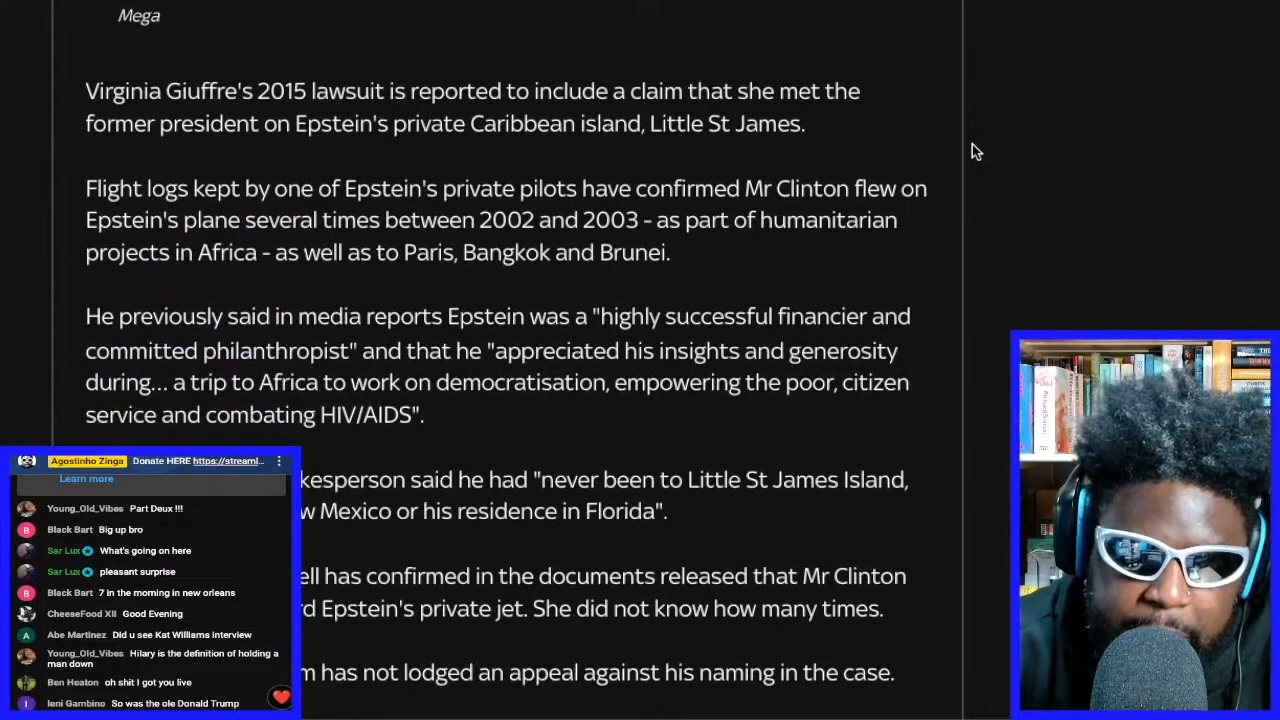 Mega
Virginia Giuffre's 2015 lawsuit is reported to include a claim that she met the
former president on Epstein's private Caribbean island, Little St James.
Flight logs kept by one of Epstein's private pilots have confirmed Mr Clinton flew on
Epstein's plane several times between 2002 and 2003 - as part of humanitarian
projects in Africa - as well as to Paris, Bangkok and Brunei.
He previously said in media reports Epstein was a "highly successful financier and
committed philanthropist" and that he "appreciated his insights and generosity
during... a trip to Africa to work on democratisation, empowering the poor, citizen
service and combating HIV/AIDS".
kesperson said he had "never been to Little St James Island,
w Mexico or his residence in Florida".
ell has confirmed in the documents released that Mr Clinton
d Epstein's private jet. She did not know how many times.
m has not lodged an appeal against his naming in the case.
Agostinho Zinga Donate HERE https://streaml...
Learn more
Young_Old_Vibes Part Deux !!!
B Black Bart Big up bro
Sar Lux What's going on here
Sar Lux pleasant surprise
B Black Bart 7 in the morning in new orleans
CheeseFood XII Good Evening
A Abe Martinez Did u see Kat Williams interview
Young_Old_Vibes Hilary is the definition of holding a
man down
Ben Heaton oh shit I got you live
I Ieni Gambino So was the ole Donald Trump